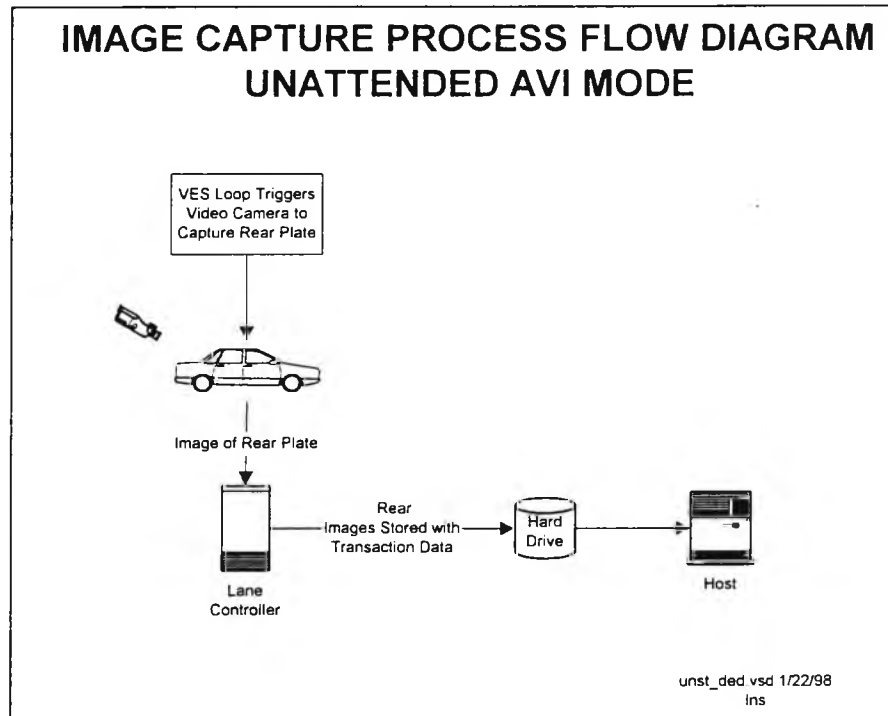 IMAGE CAPTURE PROCESS FLOW DIAGRAM
UNATTENDED AVI MODE
VES Loop Triggers
Video Camera to
Capture Rear Plate
Image of Rear Plate
Rear
Images Stored with
Transaction Data
Hard
Drive
Lane
Controller
Host
unst_ded.vsd 1/22/98
lns